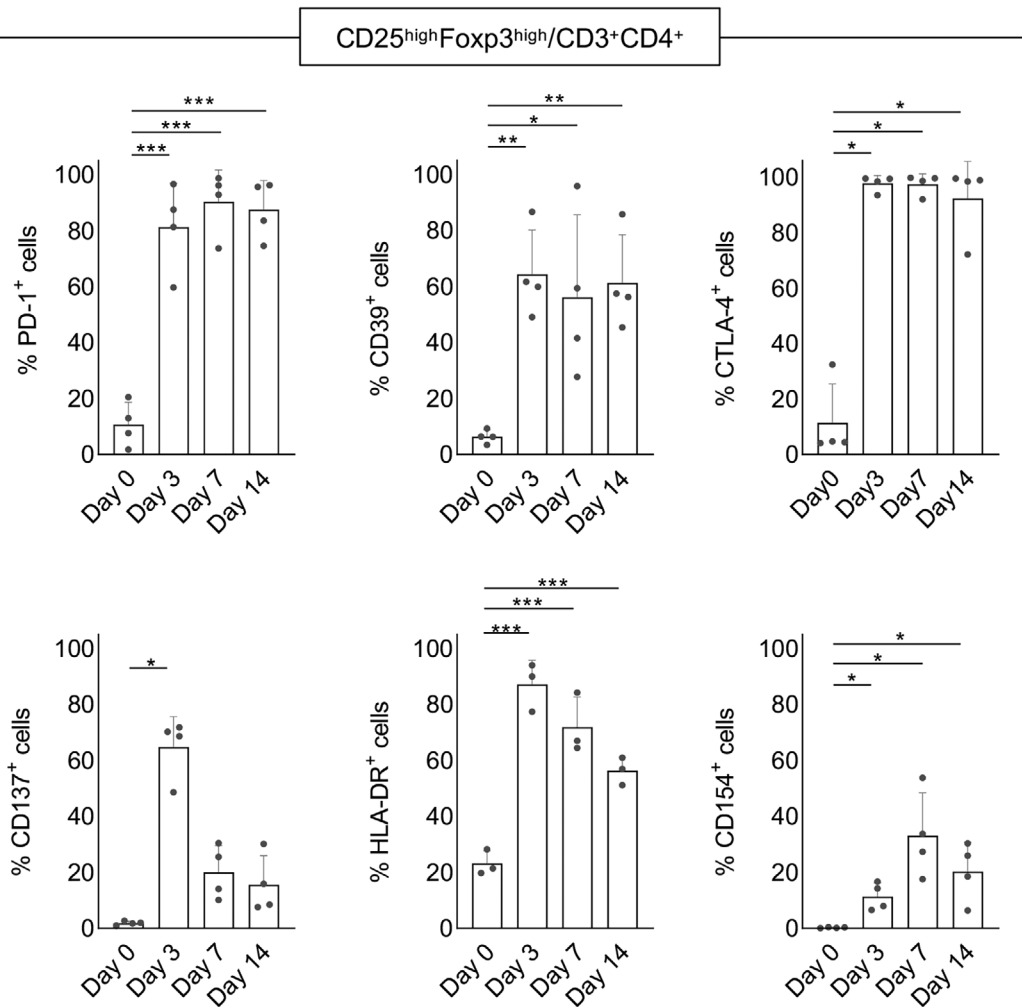 CD25highFoxp3high/CD3+CD4+
***
***
***
% PD-1+ cells
100
80
60
40
20
0
Day 0
Day 3
Day 7
Day 14
**
*
**
% CD39+ cells
100
80
60
40
20
0
Day 0
Day 3
Day 7
Day 14
*
*
*
% CTLA-4+ cells
100
80
60
40
20
0
Day0
Day3
Day7
Day14
*
% CD137+ cells
100
80
60
40
20
0
Day 0
Day 3
Day 7
Day 14
***
***
***
% HLA-DR+ cells
100
80
60
40
20
0
Day 0
Day 3
Day 7
Day 14
*
*
*
% CD154+ cells
100
80
60
40
20
0
Day 0
Day 3
Day 7
Day 14